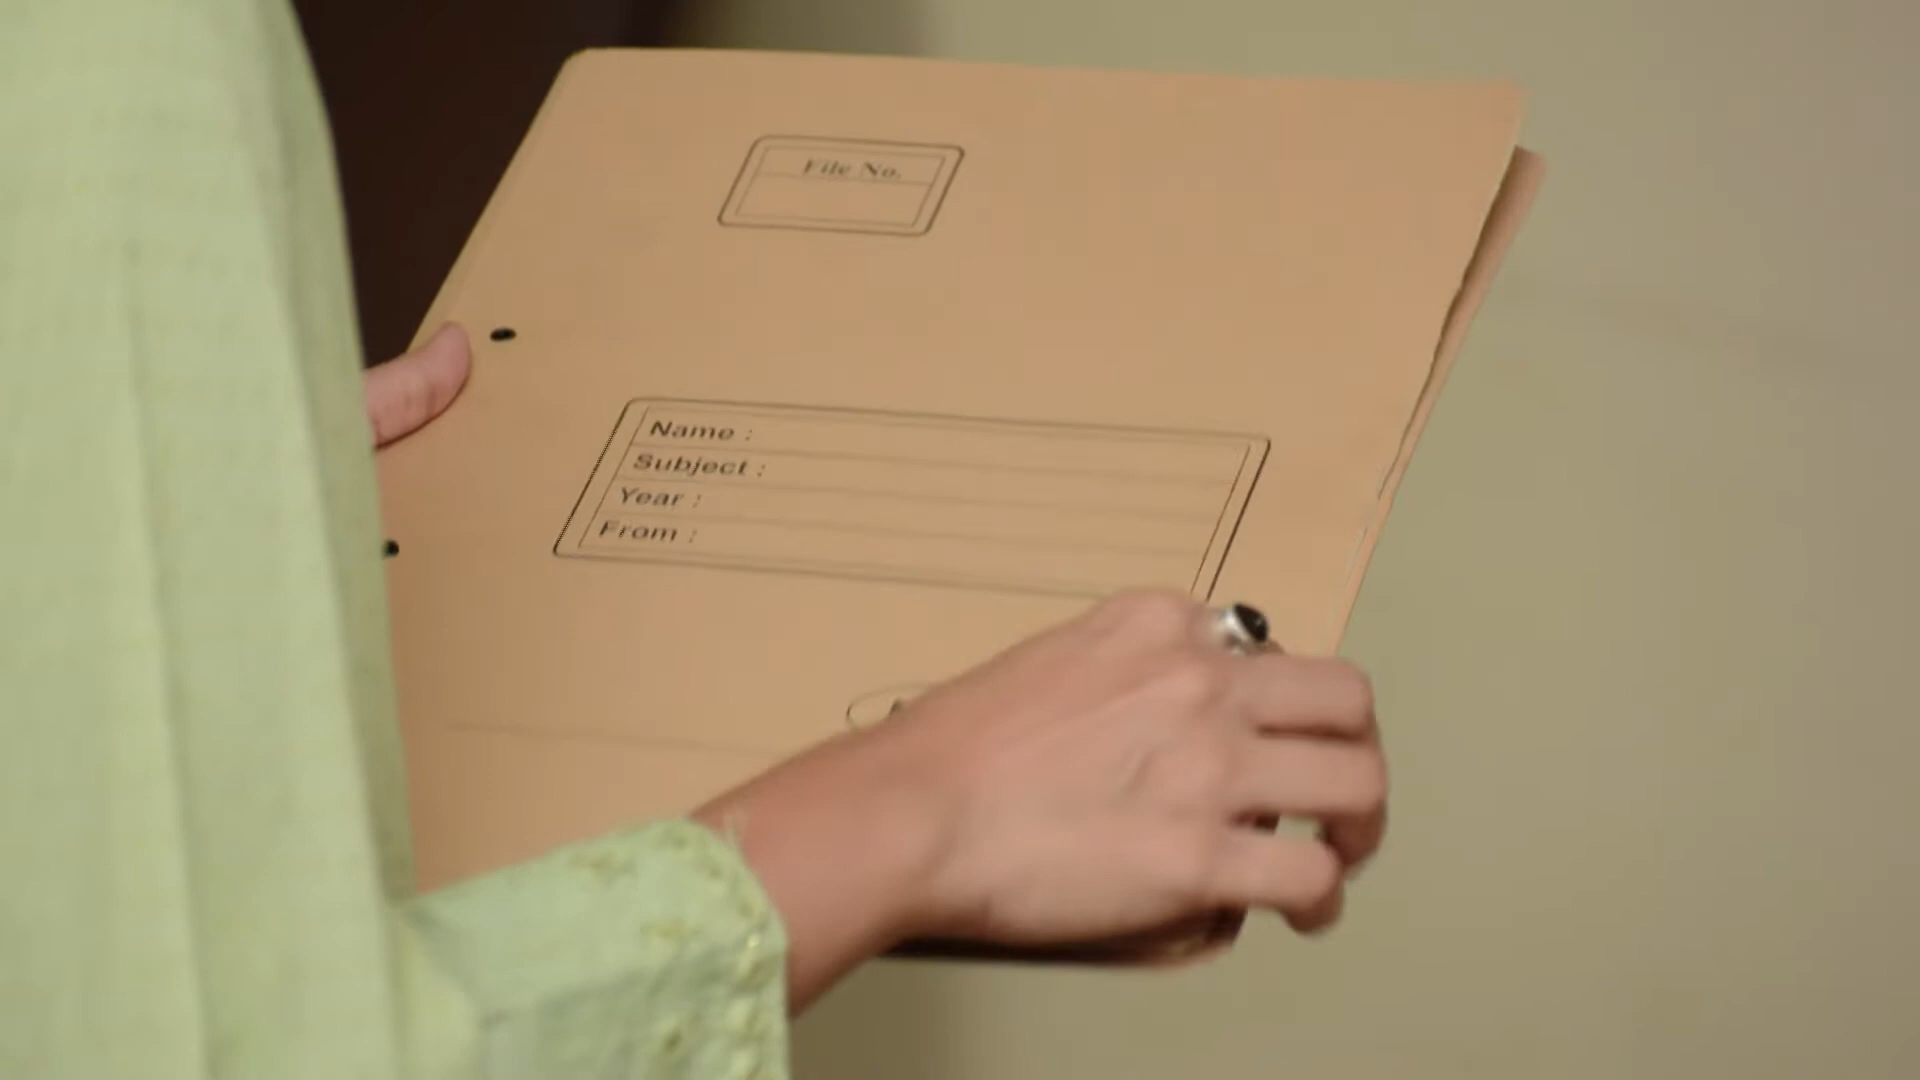 File No.
Name :
Subject :
Year :
From :